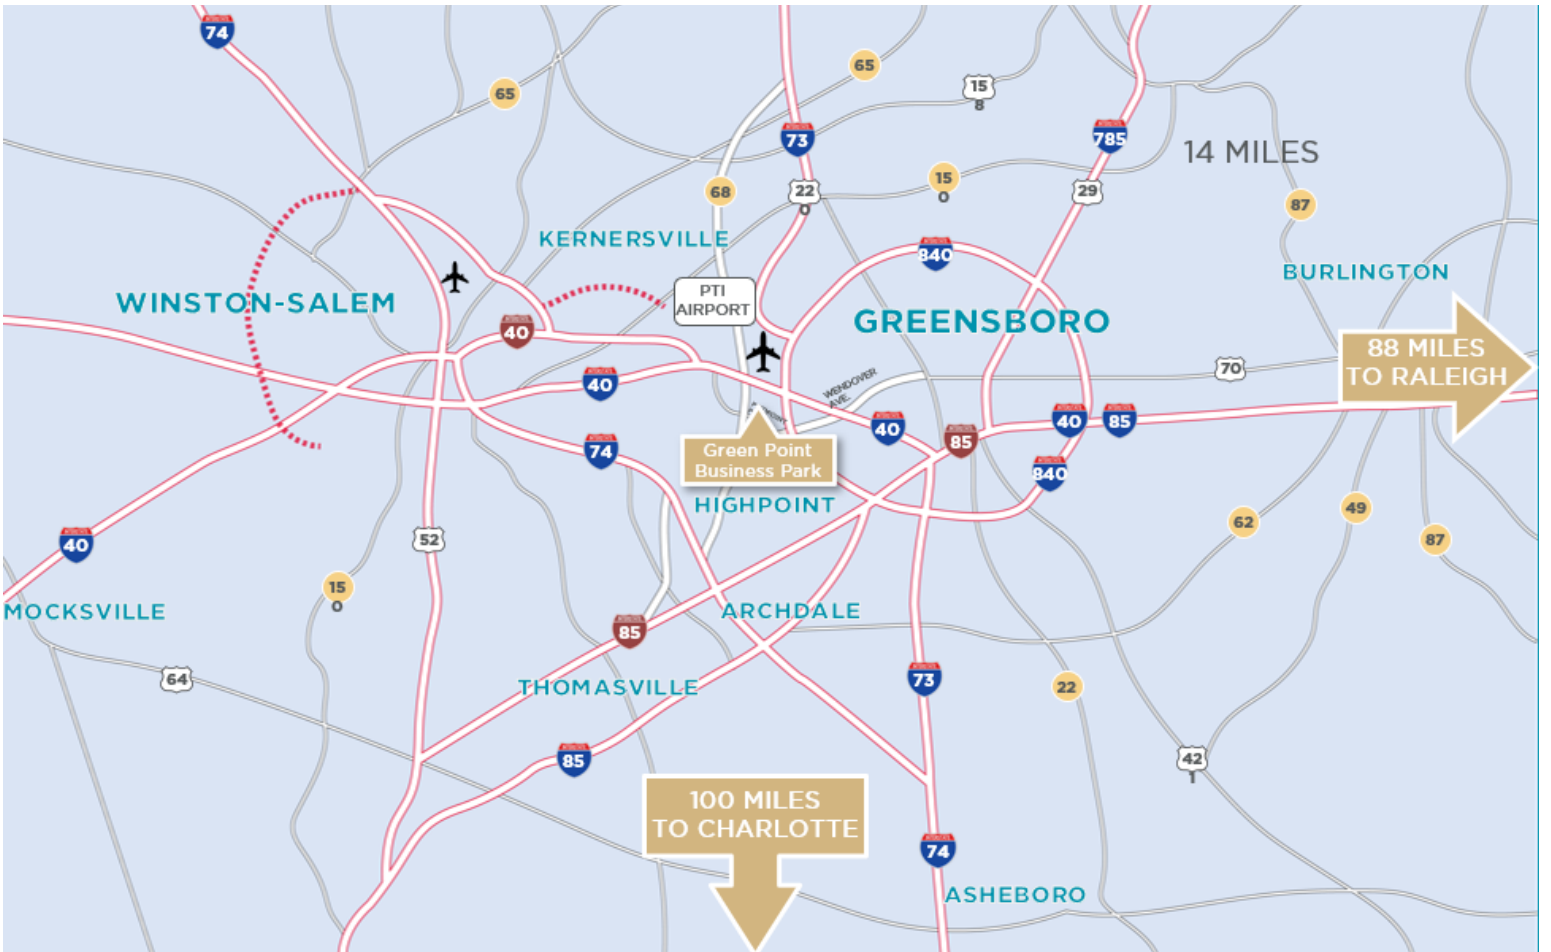 74
65
65
15
8
73
785
14 MILES
68
22
0
15
0
29
87
KERNERSVILLE
840
BURLINGTON
PTI
AIRPORT
WINSTON-SALEM
GREENSBORO
40
88 MILES
TO RALEIGH
70
40
WENDOVER
AVE.
40
85
40
85
Green Point
Business Park
74
840
HIGHPOINT
62
49
87
52
40
15
0
MOCKSVILLE
ARCHDALE
85
64
THOMASVILLE
73
22
85
42
1
100 MILES
TO CHARLOTTE
74
ASHEBORO